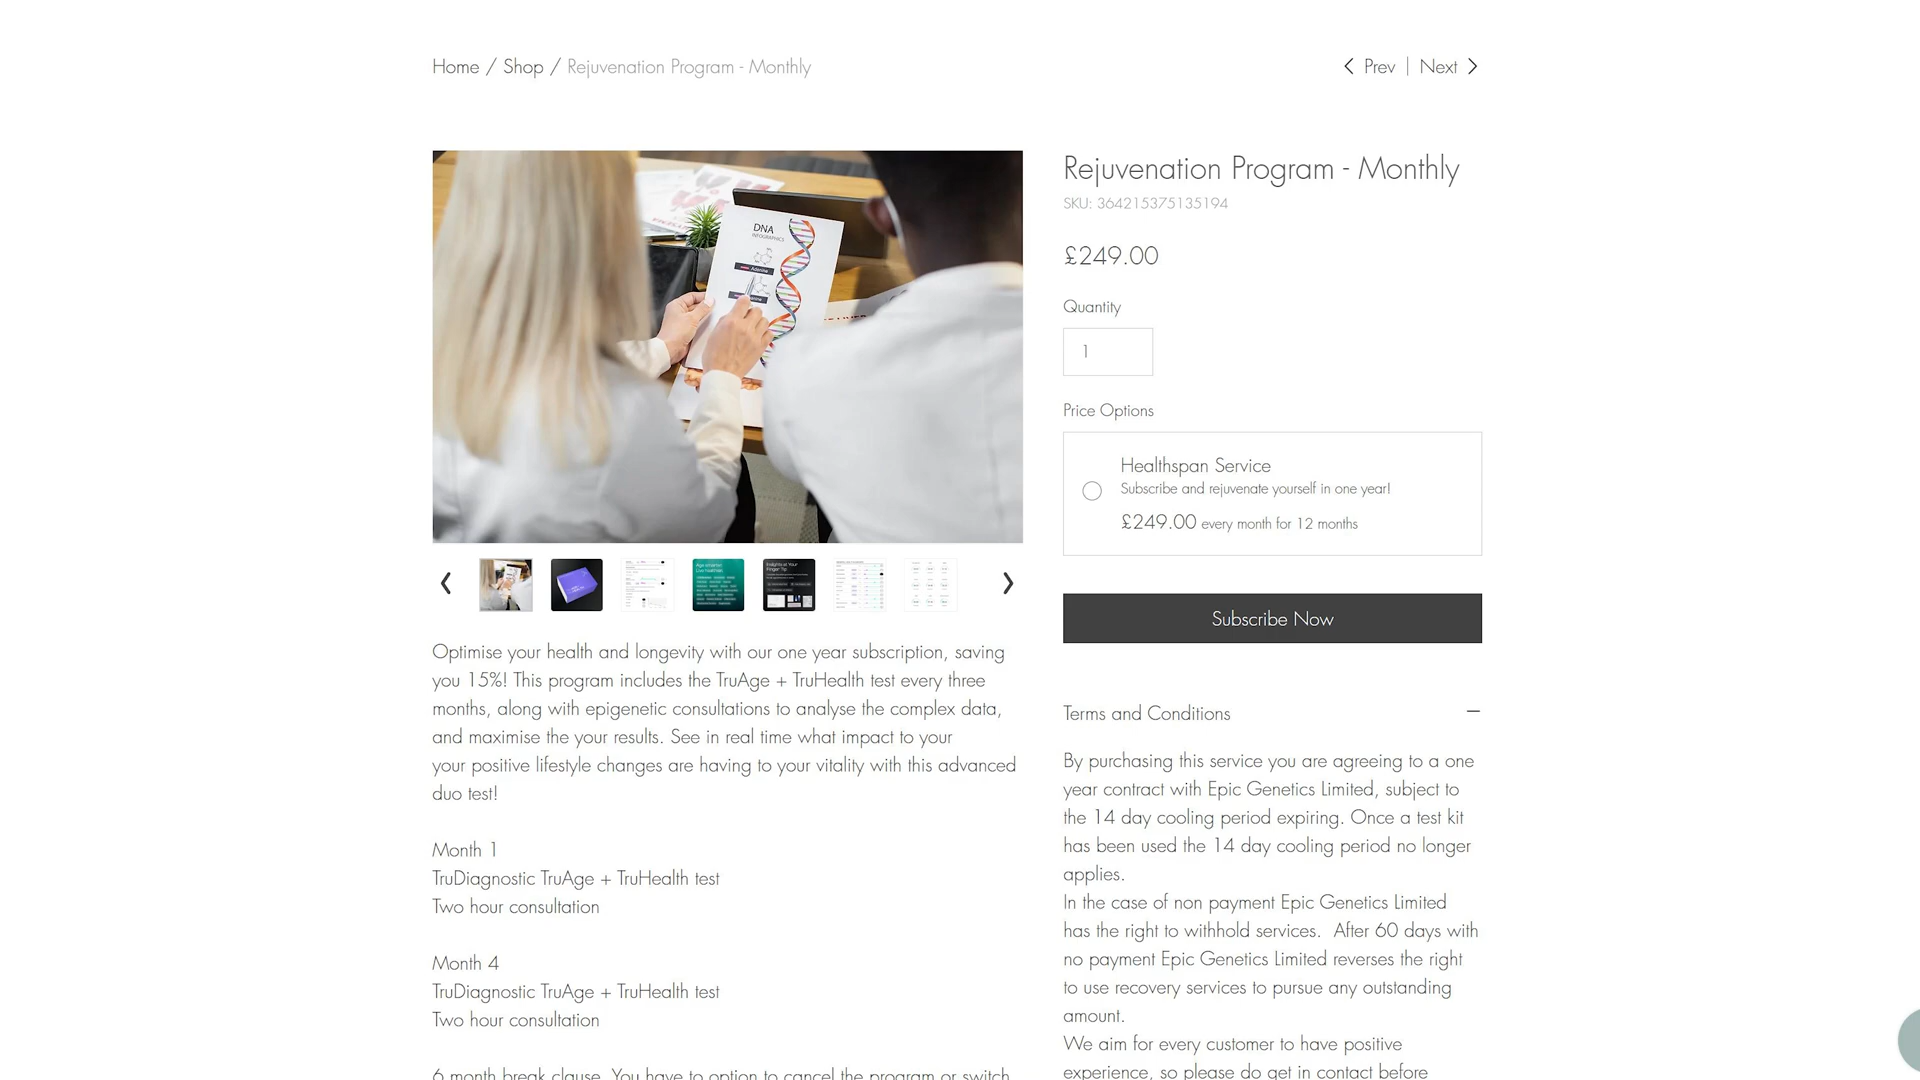 Home / Shop / Rejuvenation Program - Monthly
Prev | Next
DNA
INFOGRAPHICS
Adenine
Rejuvenation Program - Monthly
SKU: 364215375135194
£249.00
Quantity
1
Price Options
Healthspan Service
Subscribe and rejuvenate yourself in one year!
£249.00 every month for 12 months
Subscribe Now
Optimise your health and longevity with our one year subscription, saving
you 15%! This program includes the TruAge + TruHealth test every three
months, along with epigenetic consultations to analyse the complex data,
and maximise the your results. See in real time what impact to your
your positive lifestyle changes are having to your vitality with this advanced
duo test!
Month 1
TruDiagnostic TruAge + TruHealth test
Two hour consultation
Month 4
TruDiagnostic TruAge + TruHealth test
Two hour consultation
6 month break clause. You have to option to cancel the program or switch
Terms and Conditions
By purchasing this service you are agreeing to a one
year contract with Epic Genetics Limited, subject to
the 14 day cooling period expiring. Once a test kit
has been used the 14 day cooling period no longer
applies.
In the case of non payment Epic Genetics Limited
has the right to withhold services. After 60 days with
no payment Epic Genetics Limited reverses the right
to use recovery services to pursue any outstanding
amount.
We aim for every customer to have positive
experience, so please do get in contact before